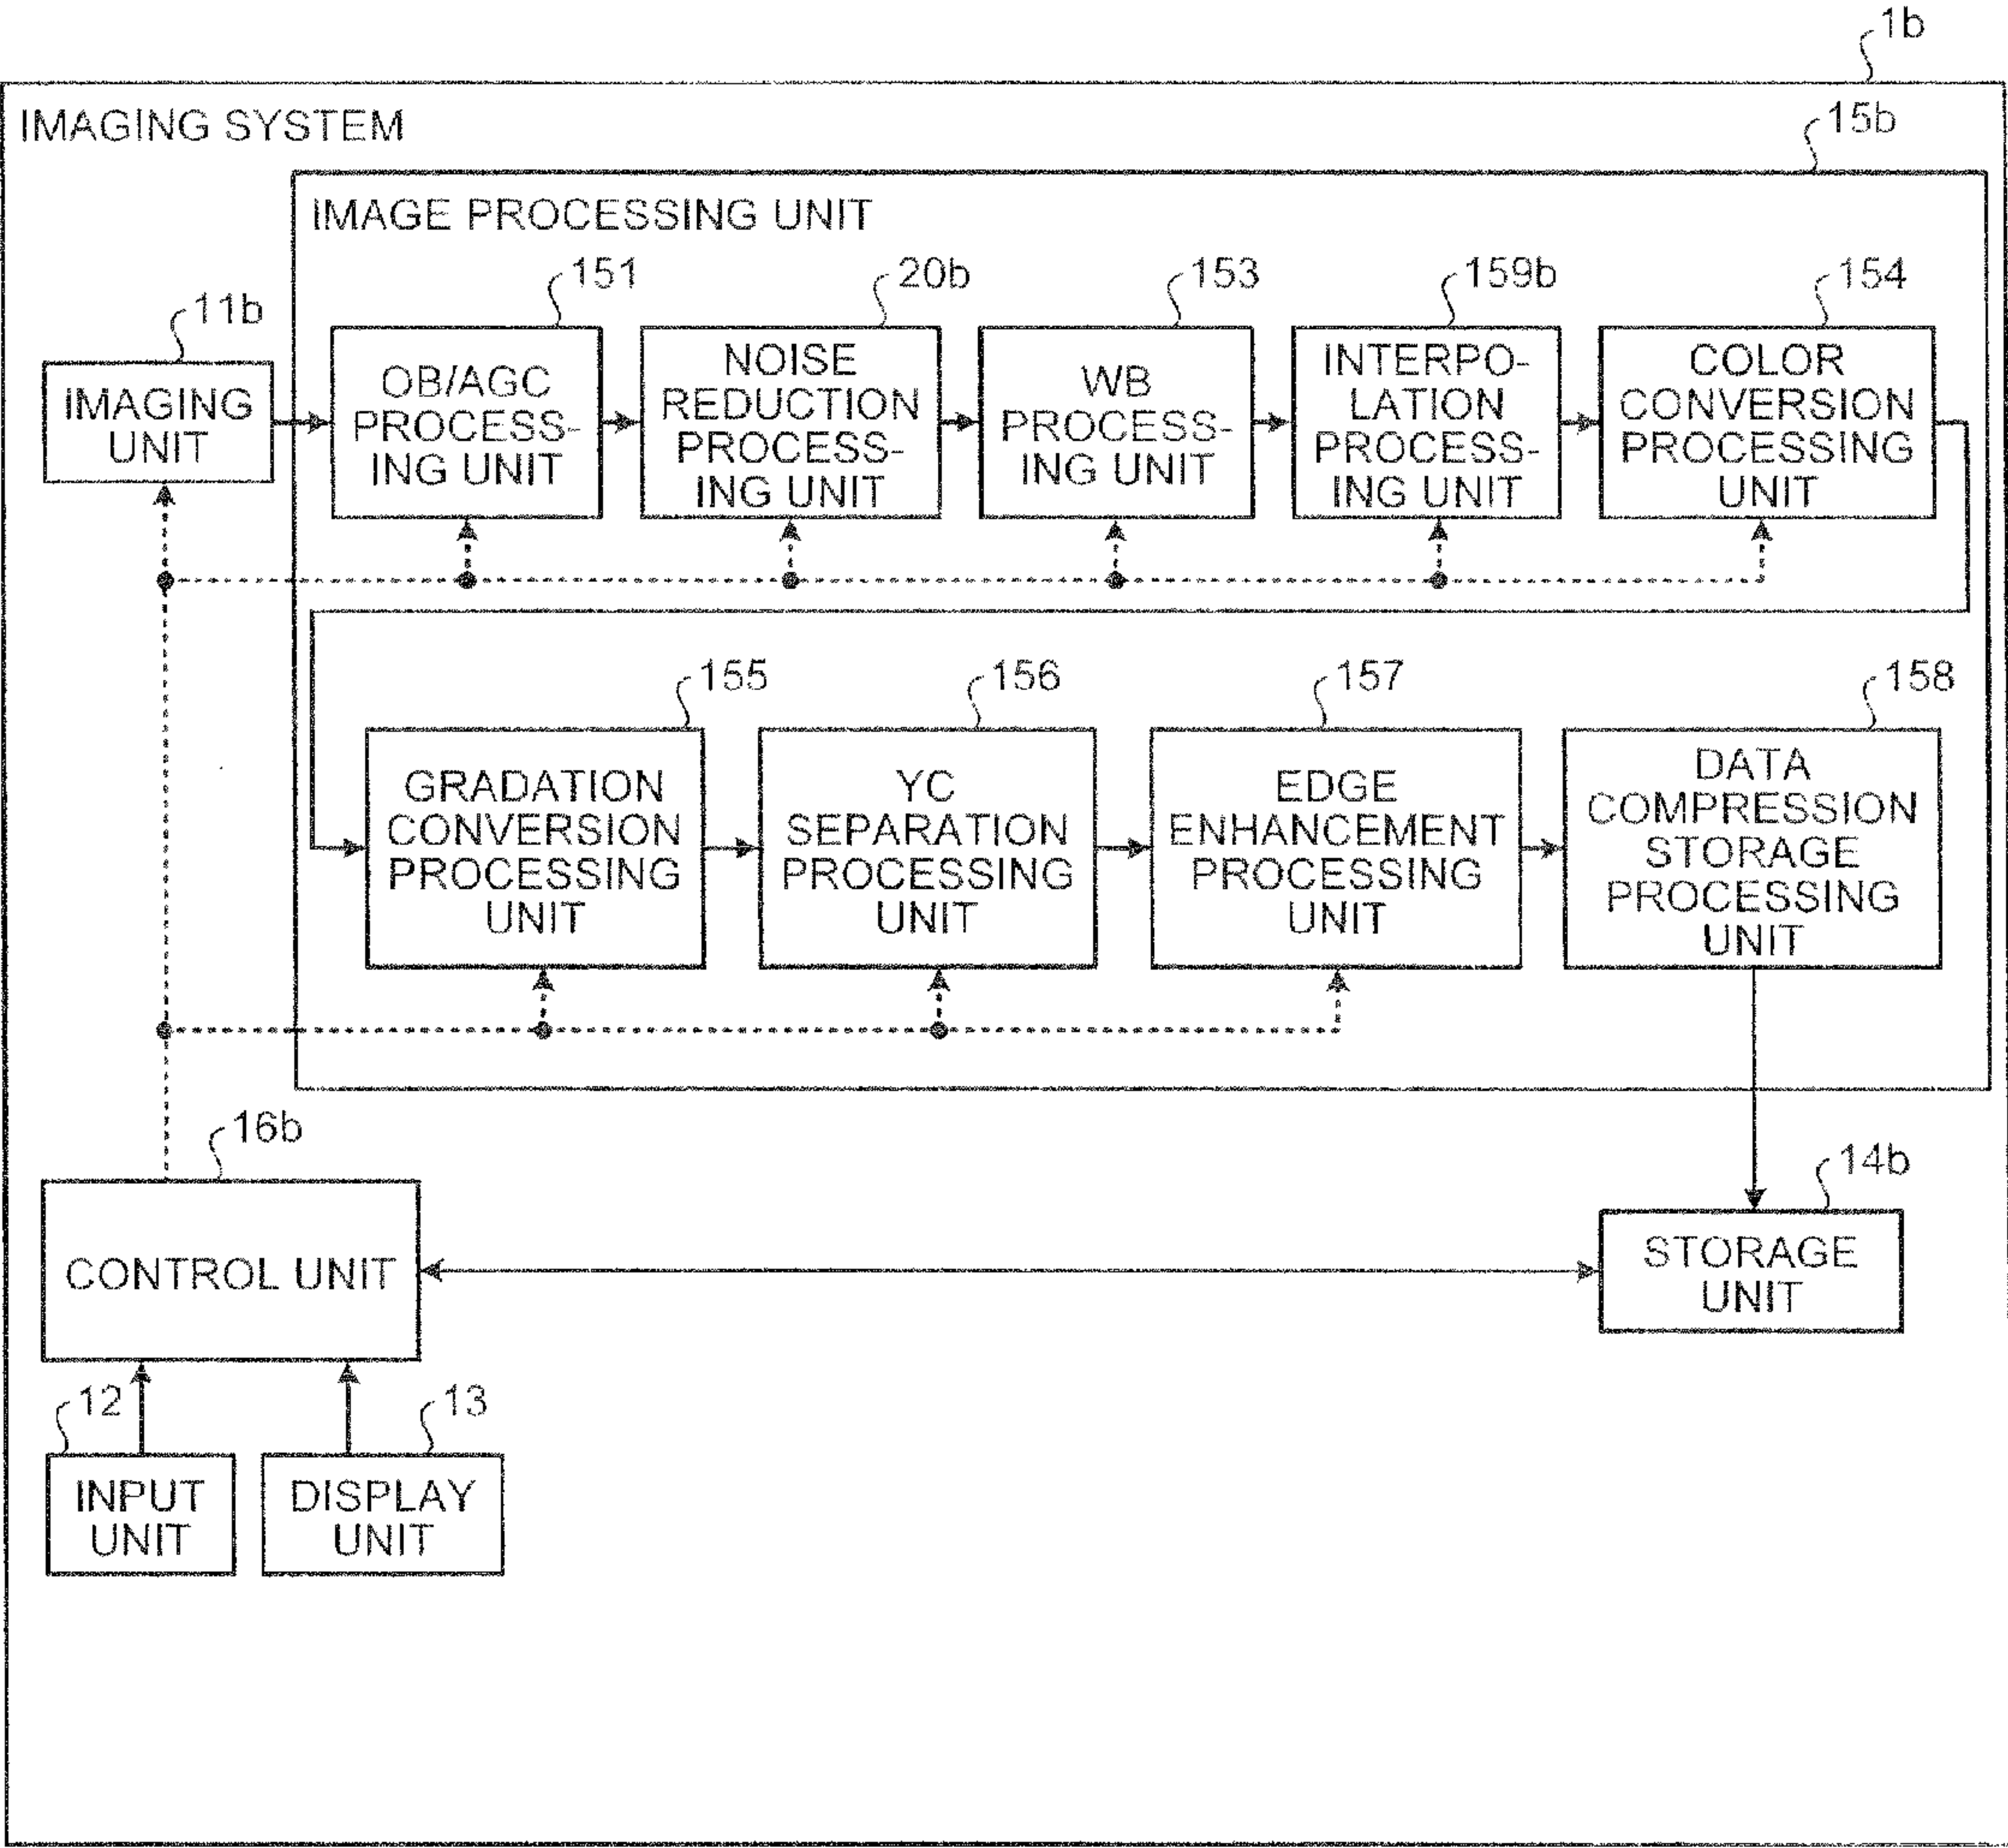 1b
IMAGING SYSTEM
15b
IMAGE PROCESSING UNIT
11b
IMAGING
UNIT
151
OB/AGC
PROCESS-
ING UNIT
20b
NOISE
REDUCTION
PROCESS-
ING UNIT
153
WB
PROCESS-
ING UNIT
159b
INTERPO-
LATION
PROCESS-
ING UNIT
154
COLOR
CONVERSION
PROCESSING
UNIT
155
GRADATION
CONVERSION
PROCESSING
UNIT
156
YC
SEPARATION
PROCESSING
UNIT
157
EDGE
ENHANCEMENT
PROCESSING
UNIT
158
DATA
COMPRESSION
STORAGE
PROCESSING
UNIT
16b
CONTROL UNIT
14b
STORAGE
UNIT
12
INPUT
UNIT
13
DISPLAY
UNIT